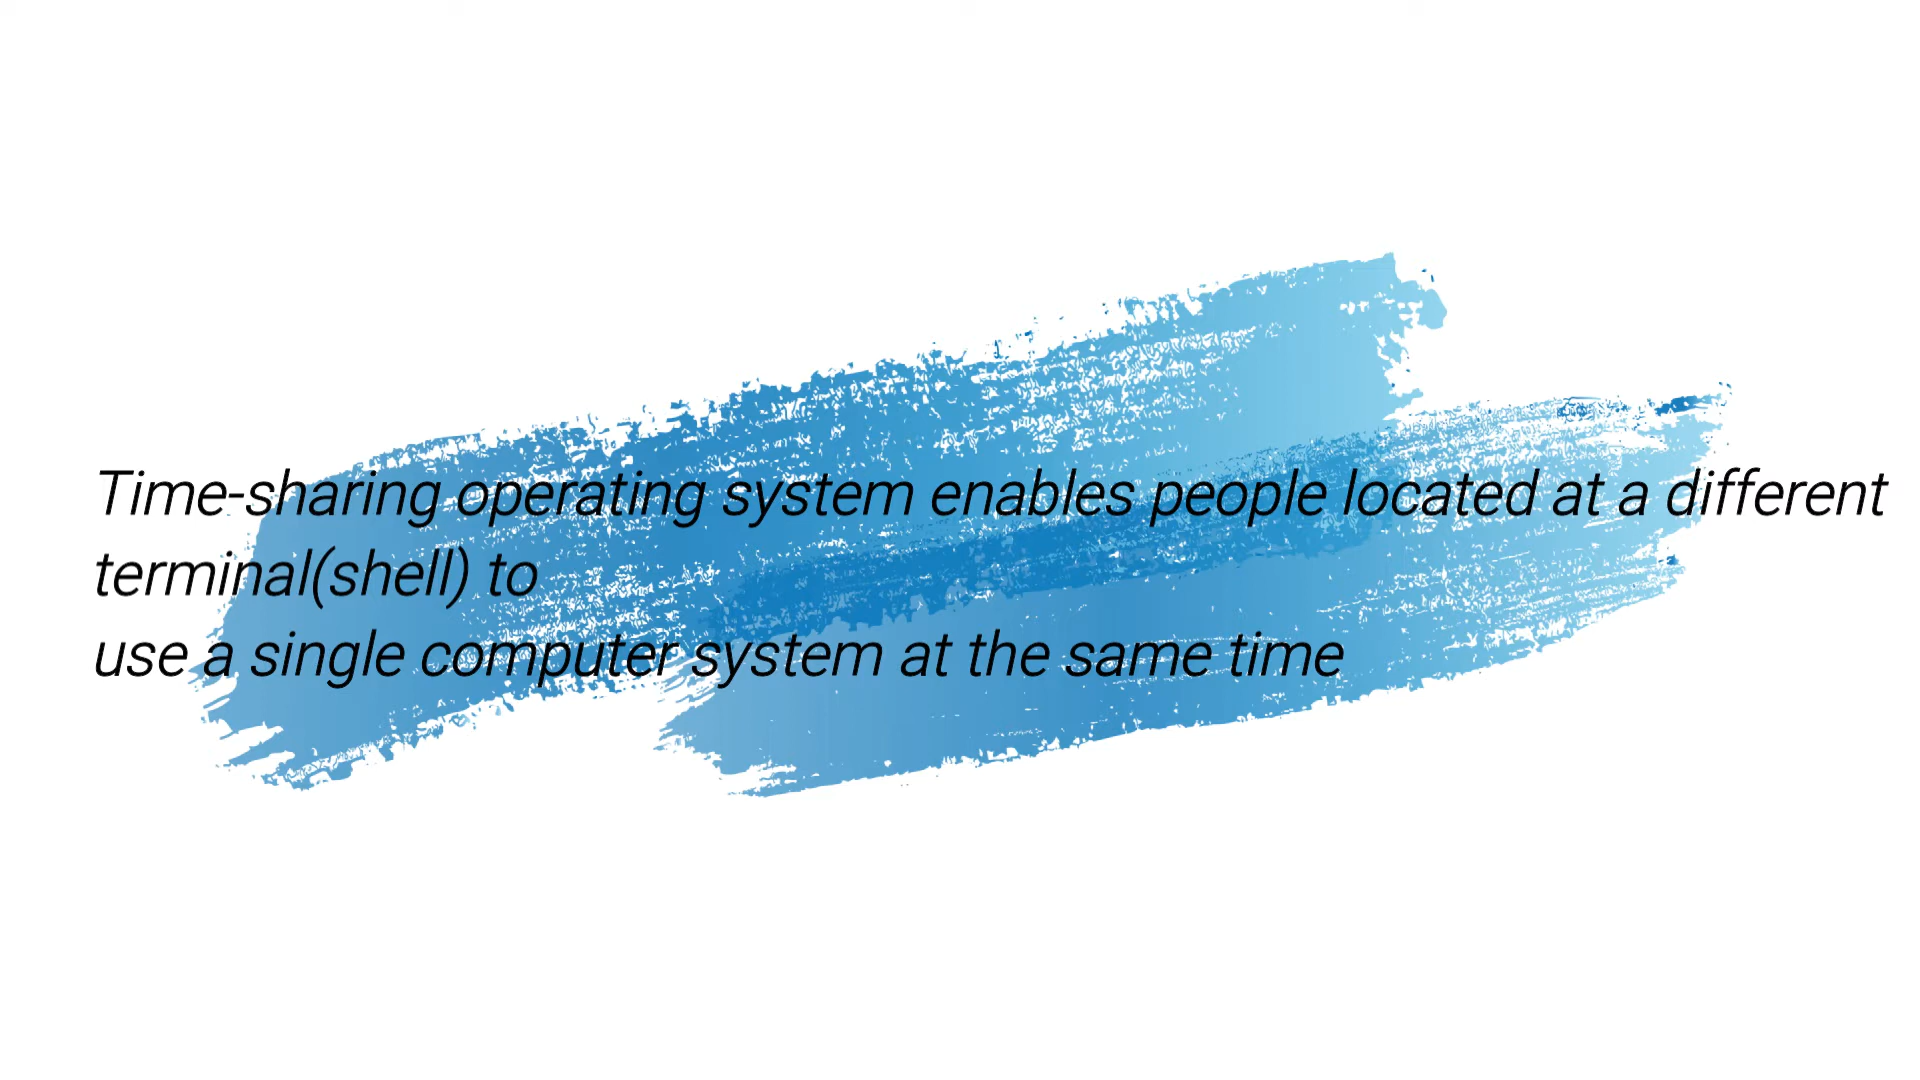 Time-sharing operating system enables people located at a different
terminal(shell) to
use a single computer system at the same time